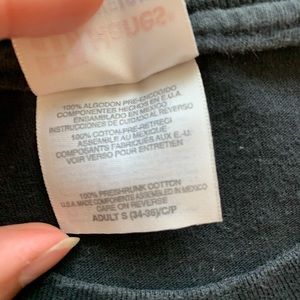 Hanes
100% ALGODON PRE-ENCOGIDO
COMPONENTES HECHOS EN E.U.A.
ENSAMBLADO EN MEXICO
INSTRUCCIONES DE CUIDADO AL REVERSO
100% COTON-PRE-RETRECI
ASSEMBLE AU MEXIQUE
COMPOSANTS FABRIQUES AUX E.-U.
VOIR VERSO POUR ENTRETIEN
100% PRESHRUNK COTTON
U.S.A. MADE COMPONENTS ASSEMBLED IN MEXICO
CARE ON REVERSE
ADULT S (34-36)/C/P